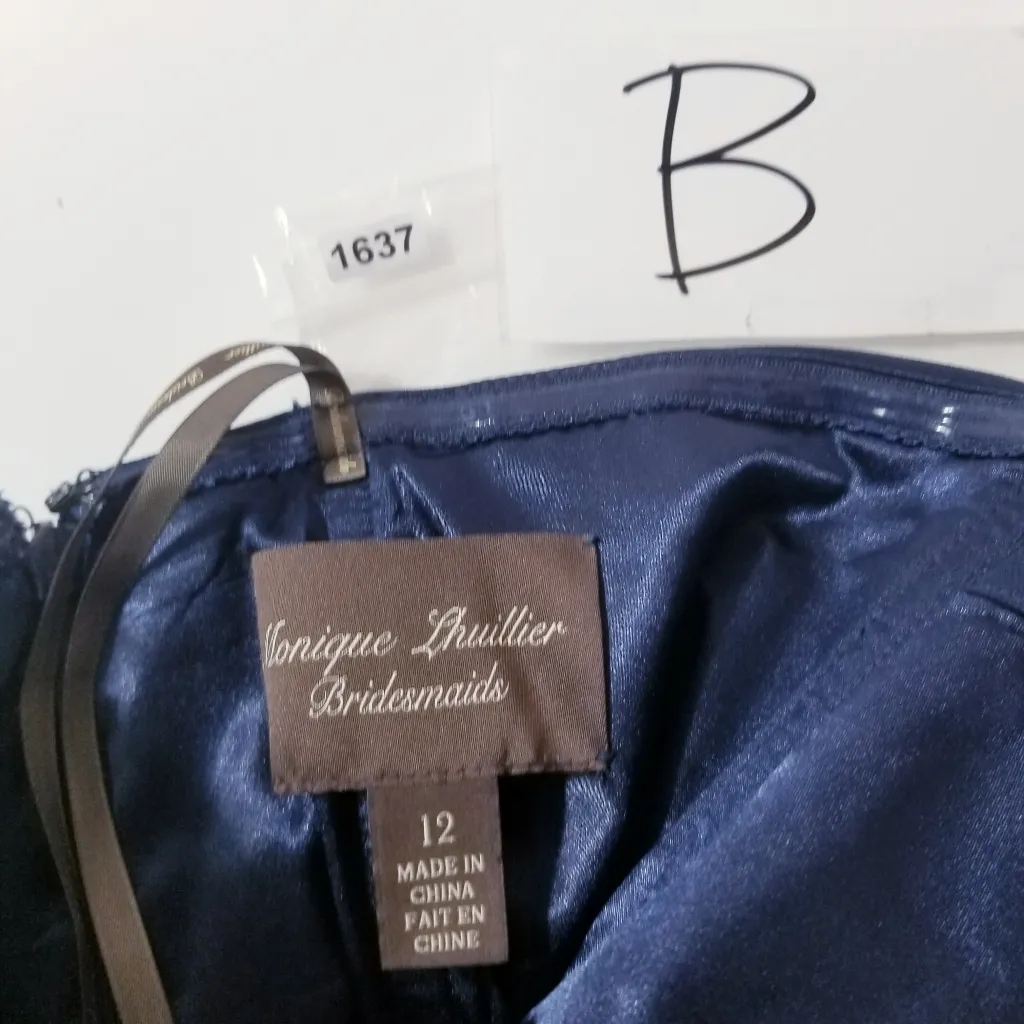 B
1637
Monique Lhuillier
Bridesmaids
12
MADE IN
CHINA
FAIT EN
CHINE